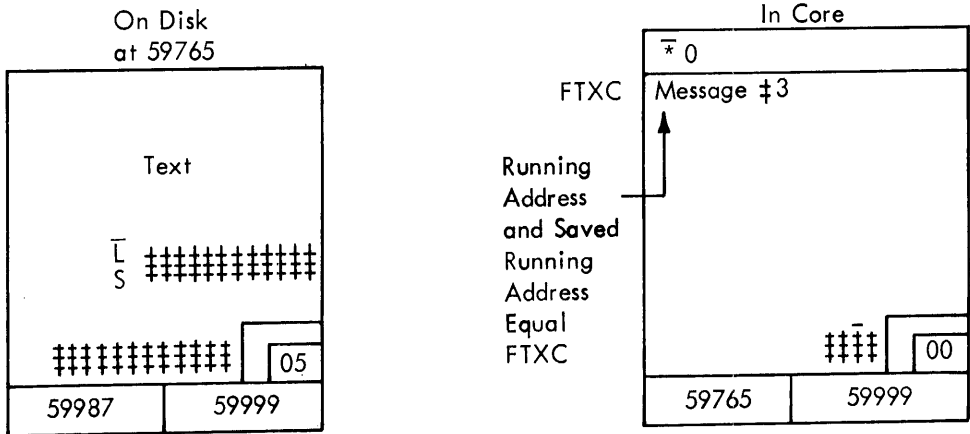 On Disk
at 59765
Text
L̅
S ‡‡‡‡‡‡‡‡‡‡‡‡
‡‡‡‡‡‡‡‡‡‡‡‡
05
59987 59999
In Core
*̅ 0
FTXC Message ‡3
Running
Address
and Saved
Running
Address
Equal
FTXC
‡‡‡̅‡
00
59765 59999